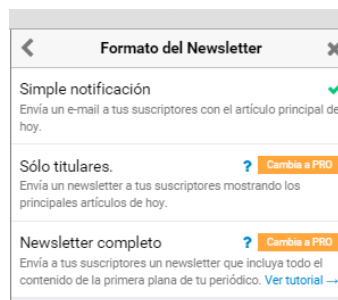 Formato del Newsletter
Simple notificación
Envía un e-mail a tus suscriptores con el artículo principal de
hoy.
Sólo titulares. ? Cambia a PRO
Envía un newsletter a tus suscriptores mostrando los
principales artículos de hoy.
Newsletter completo ? Cambia a PRO
Envía a tus suscriptores un newsletter que incluya todo el
contenido de la primera plana de tu periódico. Ver tutorial →